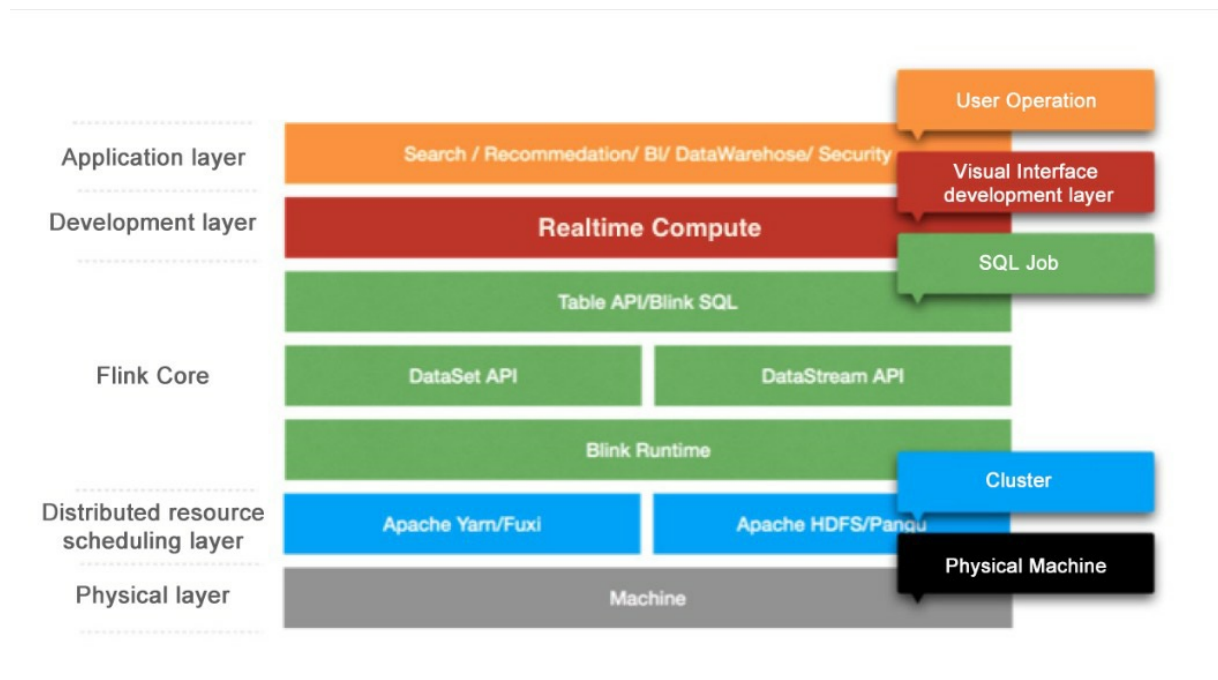 User Operation
Application layer
Search / Recommedation/ BI/ DataWarehose/ Security
Visual Interface
development layer
Development layer
Realtime Compute
SQL Job
Table API/Blink SQL
Flink Core
DataSet API
DataStream API
Blink Runtime
Cluster
Distributed resource
scheduling layer
Apache Yarn/Fuxi
Apache HDFS/Pangu
Physical Machine
Physical layer
Machine